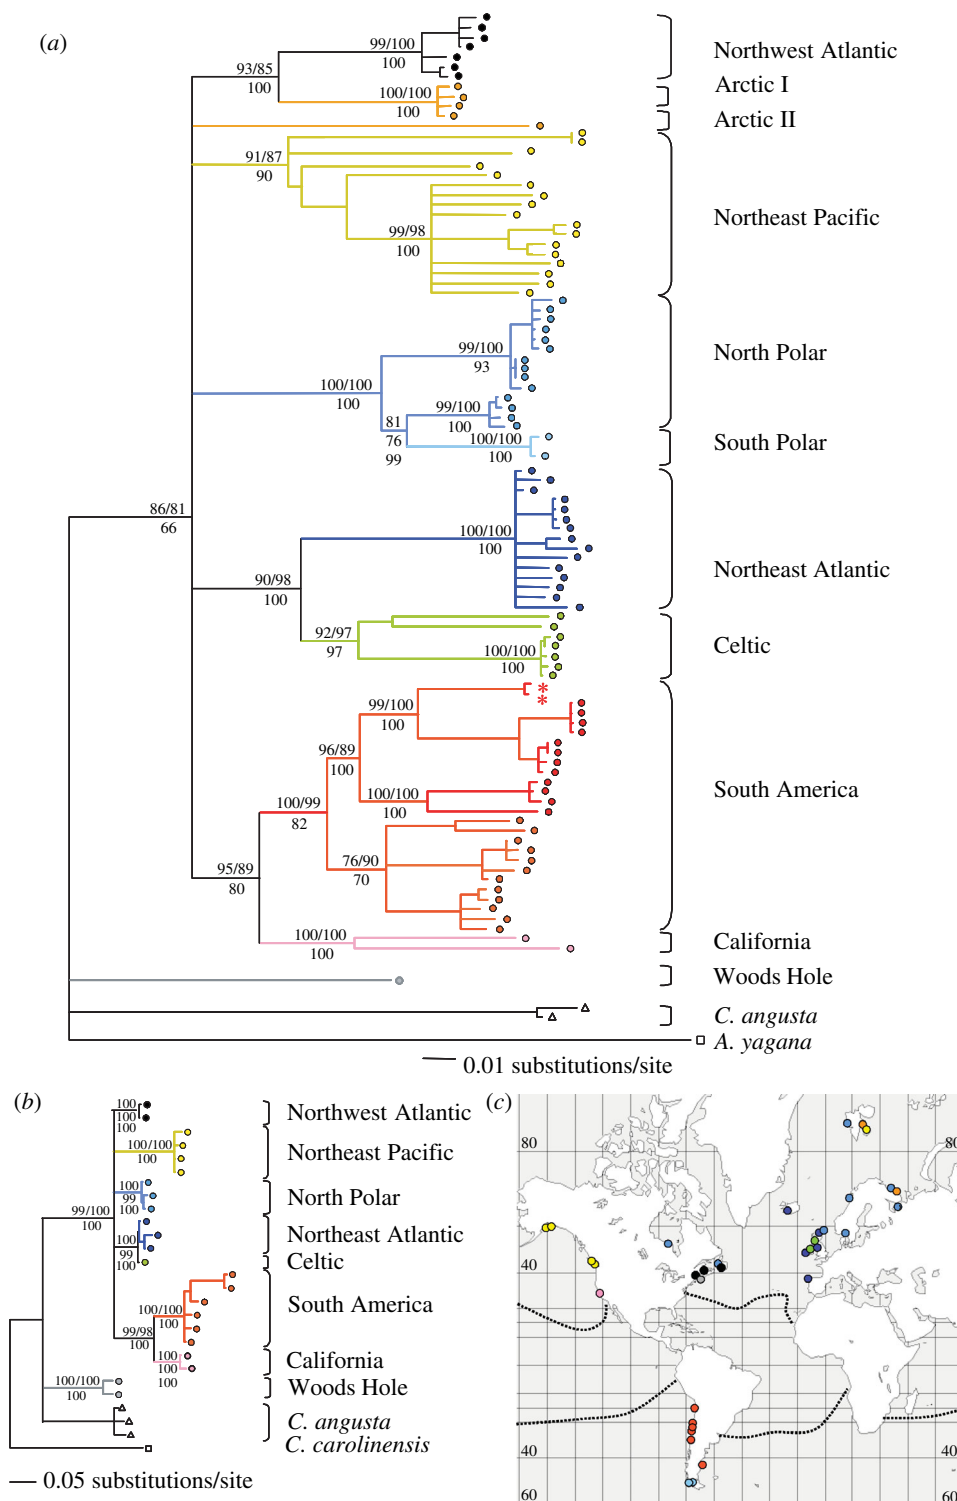 (a)
99/100
100
Northwest Atlantic
93/85
100
Arctic I
100/100
100
Arctic II
91/87
90
Northeast Pacific
99/98
100
99/100
93
North Polar
100/100
100
99/100
100
81
76
99
100/100
100
South Polar
86/81
66
100/100
100
Northeast Atlantic
90/98
100
92/97
97
100/100
100
Celtic
*
*
99/100
100
96/89
100
South America
100/99
82
100/100
100
76/90
70
95/89
80
100/100
100
California
Woods Hole
C. angusta
A. yagana
0.01 substitutions/site
(b)
100
100
100
Northwest Atlantic
100/100
100
Northeast Pacific
100
99
100
North Polar
99/100
100
Northeast Atlantic
100
99
100
Celtic
100/100
100
South America
99/98
100
100
100
100
California
100/100
100
Woods Hole
C. angusta
C. carolinensis
0.05 substitutions/site
(c)
80
80
40
40
40
40
60
60